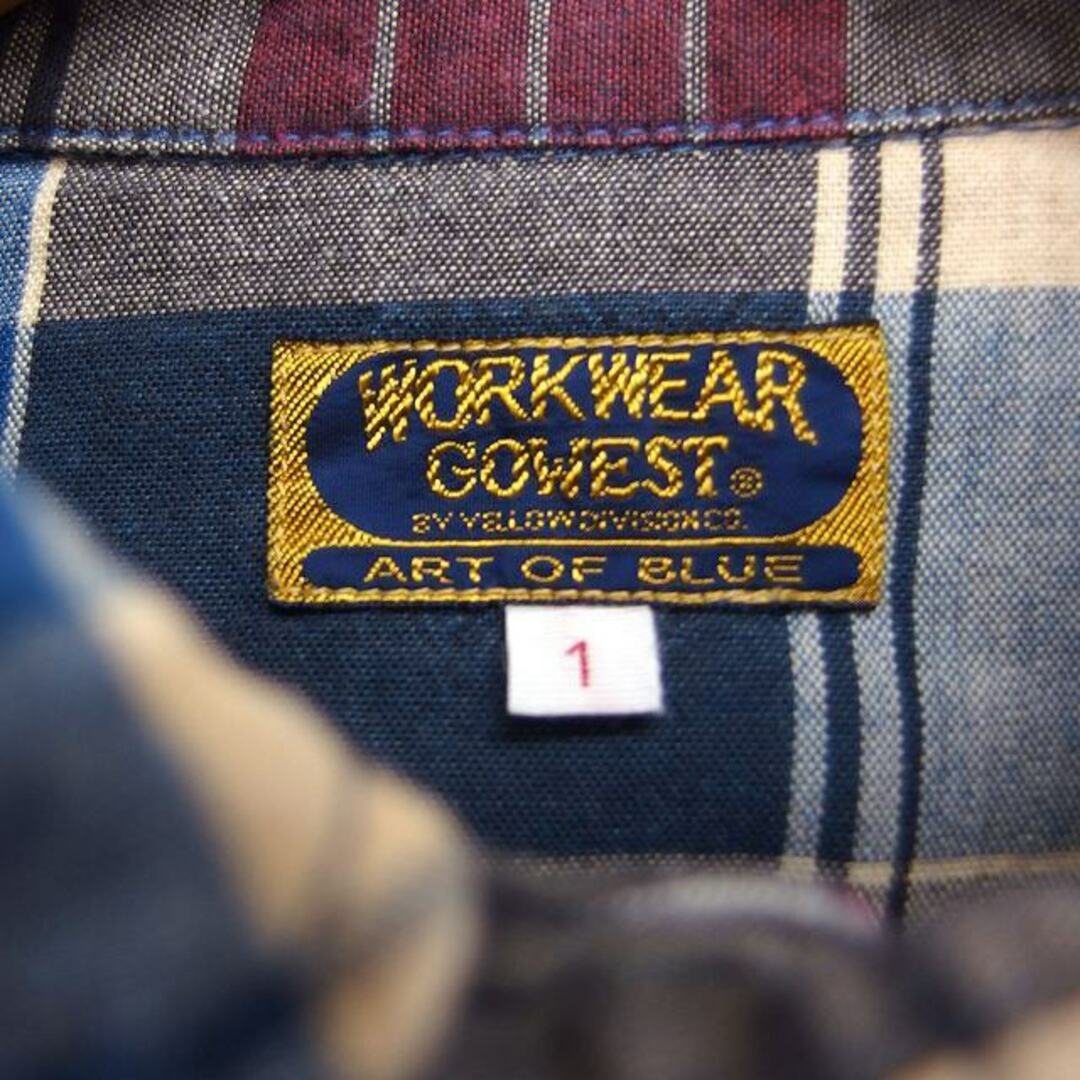 WORKWEAR
GOWEST®
BY YELLOW DIVISION CO.
ART OF BLUE
1